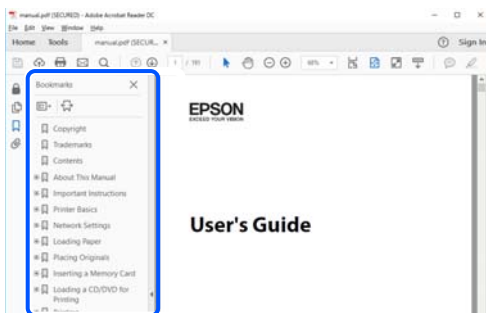 manual.pdf (SECURED) - Adobe Acrobat Reader DC
File Edit View Window Help
Home Tools manual.pdf (SECUR... × Sign In
1 / 191 60%
Bookmarks
Copyright
Trademarks
Contents
About This Manual
Important Instructions
Printer Basics
Network Settings
Loading Paper
Placing Originals
Inserting a Memory Card
Loading a CD/DVD for
Printing
EPSON
EXCEED YOUR VISION
User's Guide